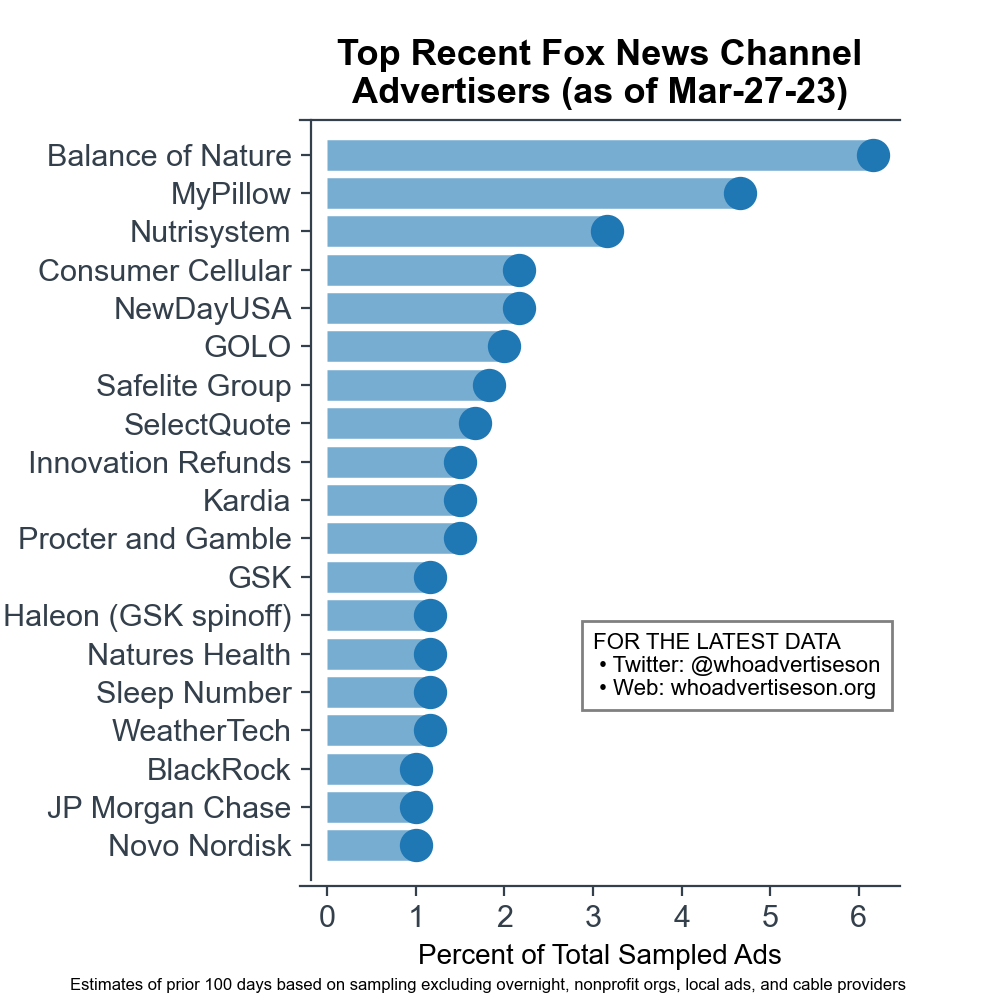 Top Recent Fox News Channel
Advertisers (as of Mar-27-23)
Balance of Nature
MyPillow
Nutrisystem
Consumer Cellular
NewDayUSA
GOLO
Safelite Group
SelectQuote
Innovation Refunds
Kardia
Procter and Gamble
GSK
Haleon (GSK spinoff)
Natures Health
Sleep Number
WeatherTech
BlackRock
JP Morgan Chase
Novo Nordisk
FOR THE LATEST DATA
• Twitter: @whoadvertiseson
• Web: whoadvertiseson.org
0 1 2 3 4 5 6
Percent of Total Sampled Ads
Estimates of prior 100 days based on sampling excluding overnight, nonprofit orgs, local ads, and cable providers